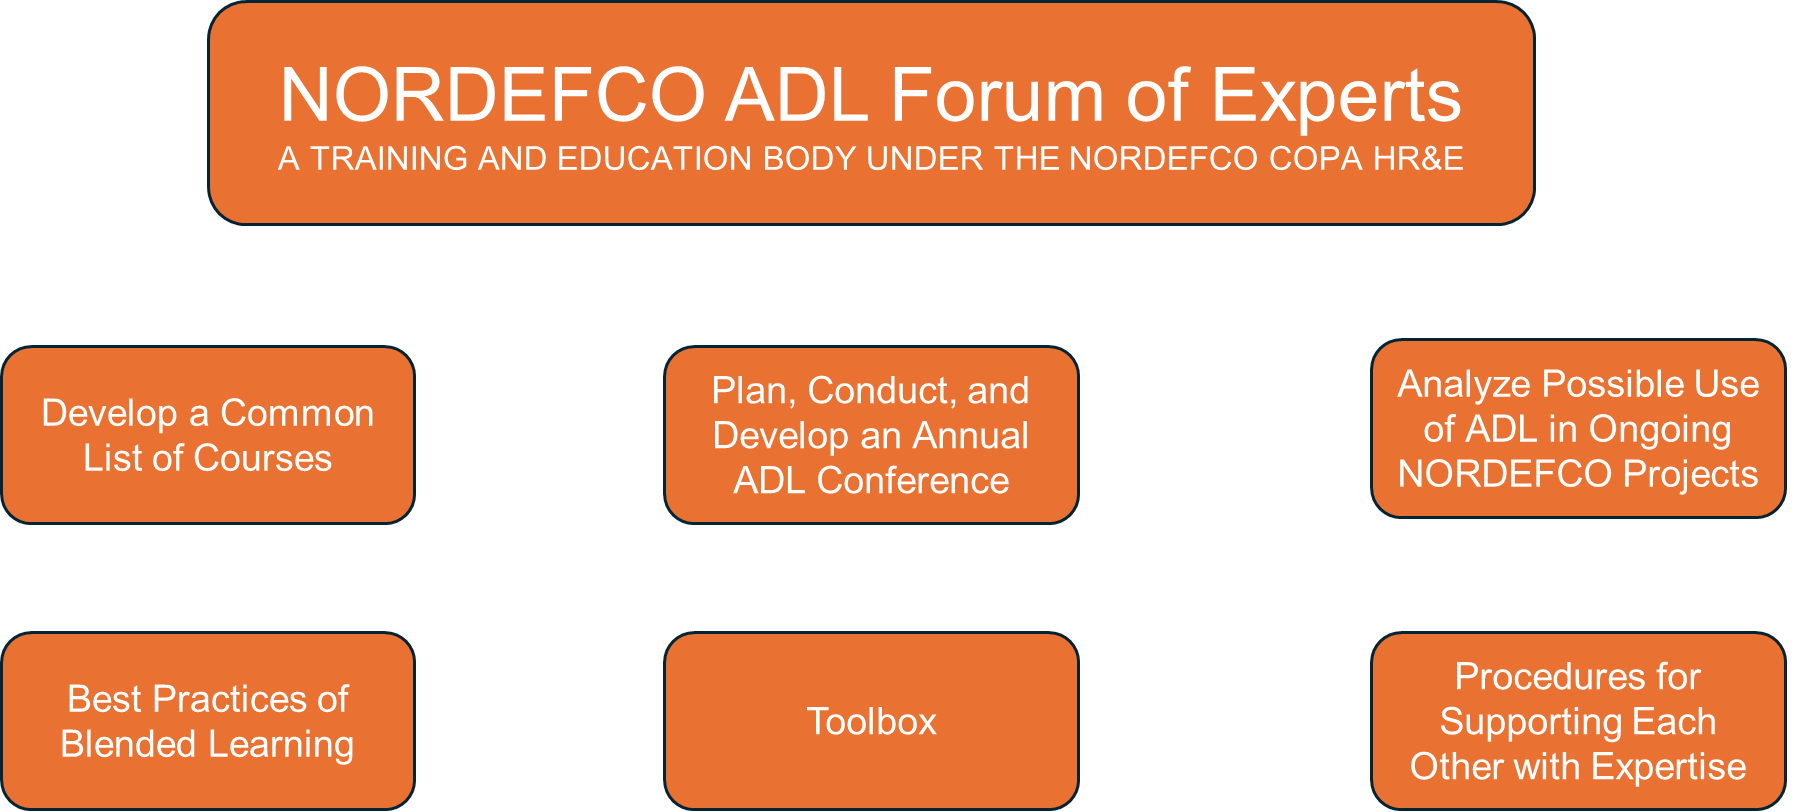 NORDEFCO ADL Forum of Experts
A TRAINING AND EDUCATION BODY UNDER THE NORDEFCO COPA HR&E
Develop a Common
List of Courses
Plan, Conduct, and
Develop an Annual
ADL Conference
Analyze Possible Use
of ADL in Ongoing
NORDEFCO Projects
Best Practices of
Blended Learning
Toolbox
Procedures for
Supporting Each
Other with Expertise